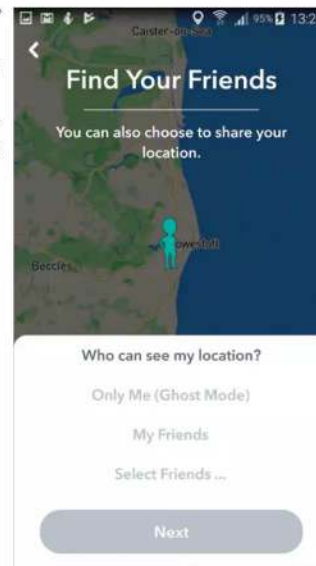 95% 13:2
Caister-on-Sea
Find Your Friends
You can also choose to share your
location.
Lowestoft
Beccles
Who can see my location?
Only Me (Ghost Mode)
My Friends
Select Friends ...
Next